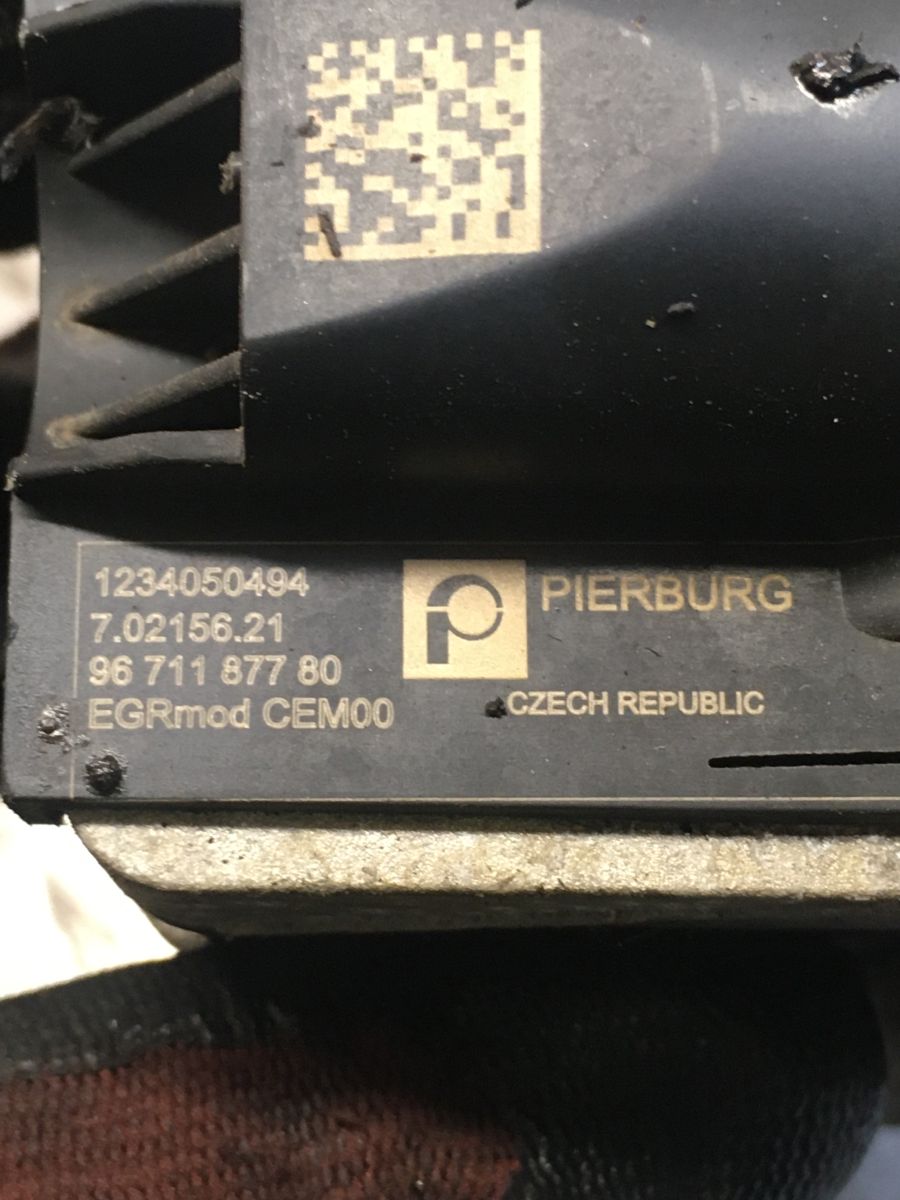 1234050494
7.02156.21
96 711 877 80
EGRmod CEM00
PIERBURG
CZECH REPUBLIC